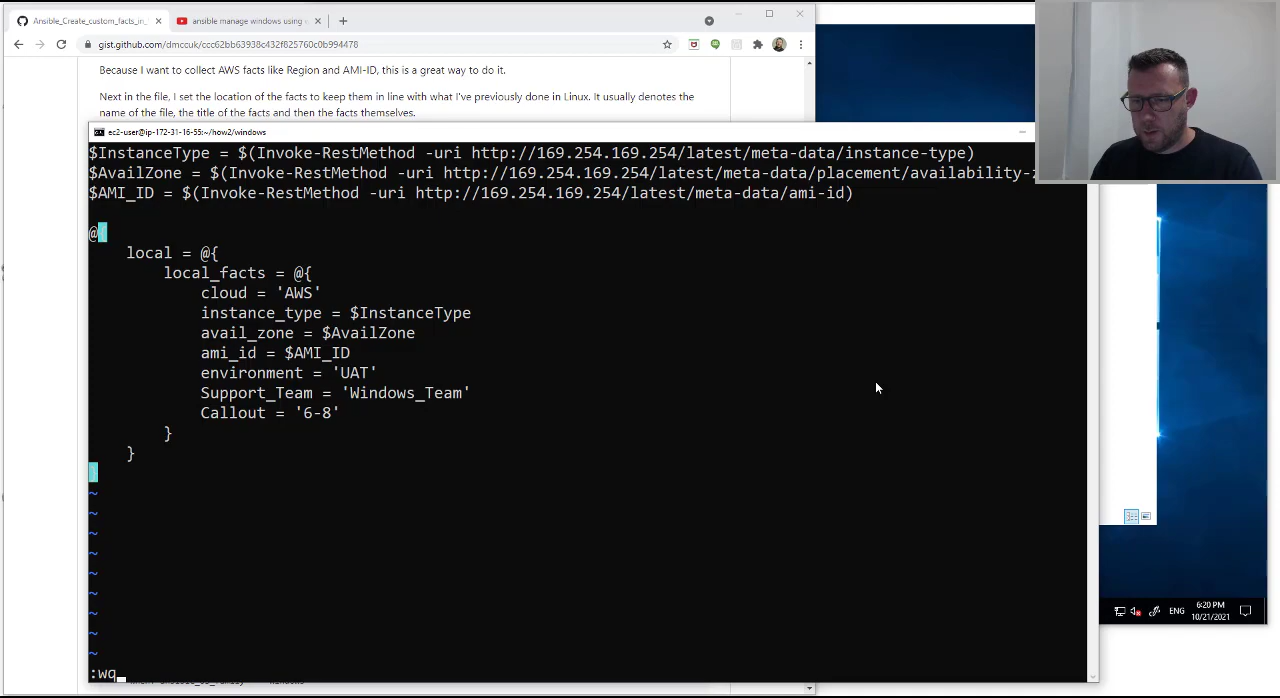 Ansible_Create_custom_facts_in_
ansible manage windows using
gist.github.com/dmccuk/ccc62bb63938c432f825760c0b994478
Because I want to collect AWS facts like Region and AMI-ID, this is a great way to do it.
Next in the file, I set the location of the facts to keep them in line with what I've previously done in Linux. It usually denotes the
name of the file, the title of the facts and then the facts themselves.
ec2-user@ip-172-31-16-55:~/how2/windows
$InstanceType = $(Invoke-RestMethod -uri http://169.254.169.254/latest/meta-data/instance-type)
$AvailZone = $(Invoke-RestMethod -uri http://169.254.169.254/latest/meta-data/placement/availability-z
$AMI_ID = $(Invoke-RestMethod -uri http://169.254.169.254/latest/meta-data/ami-id)
@{
local = @{
local_facts = @{
cloud = 'AWS'
instance_type = $InstanceType
avail_zone = $AvailZone
ami_id = $AMI_ID
environment = 'UAT'
Support_Team = 'Windows_Team'
Callout = '6-8'
}
}
}
~
~
~
~
~
~
~
~
~
:wq
ENG
6:20 PM
10/21/2021